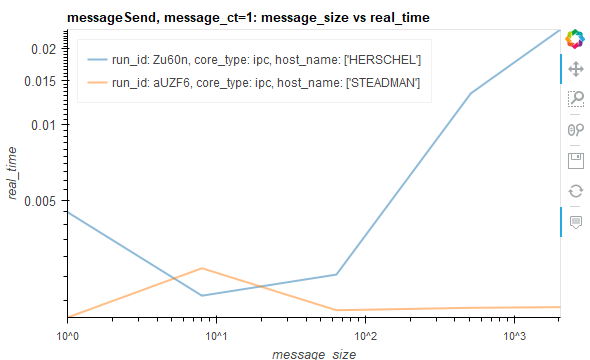 messageSend, message_ct=1: message_size vs real_time
run_id: Zu60n, core_type: ipc, host_name: ['HERSCHEL']
run_id: aUZF6, core_type: ipc, host_name: ['STEADMAN']
real_time
0.02
0.015
0.01
0.005
10^0 10^1 10^2 10^3
message_size